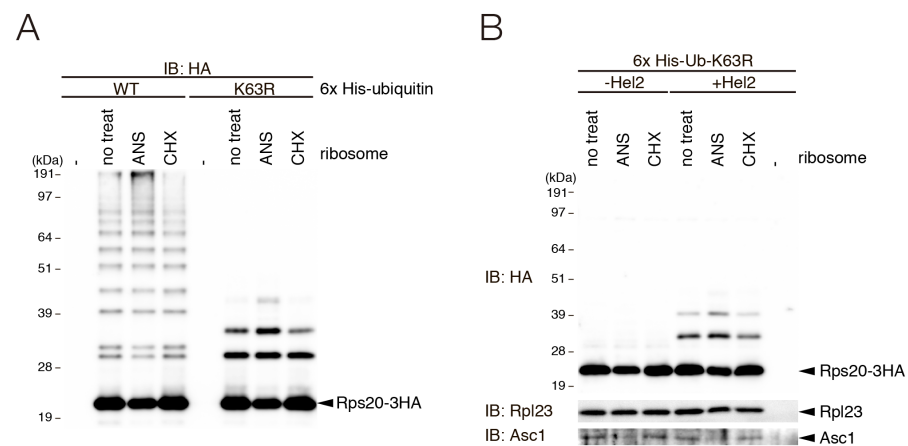 A
IB: HA
WT
K63R
6x His-ubiquitin
-
no treat
ANS
CHX
-
no treat
ANS
CHX
ribosome
(kDa)
191-
97-
64-
51-
39-
28-
19-
Rps20-3HA
B
6x His-Ub-K63R
-Hel2
+Hel2
no treat
ANS
CHX
no treat
ANS
CHX
-
ribosome
(kDa)
191-
97-
64-
IB: HA
51-
39-
28-
19-
Rps20-3HA
IB: Rpl23
Rpl23
IB: Asc1
Asc1